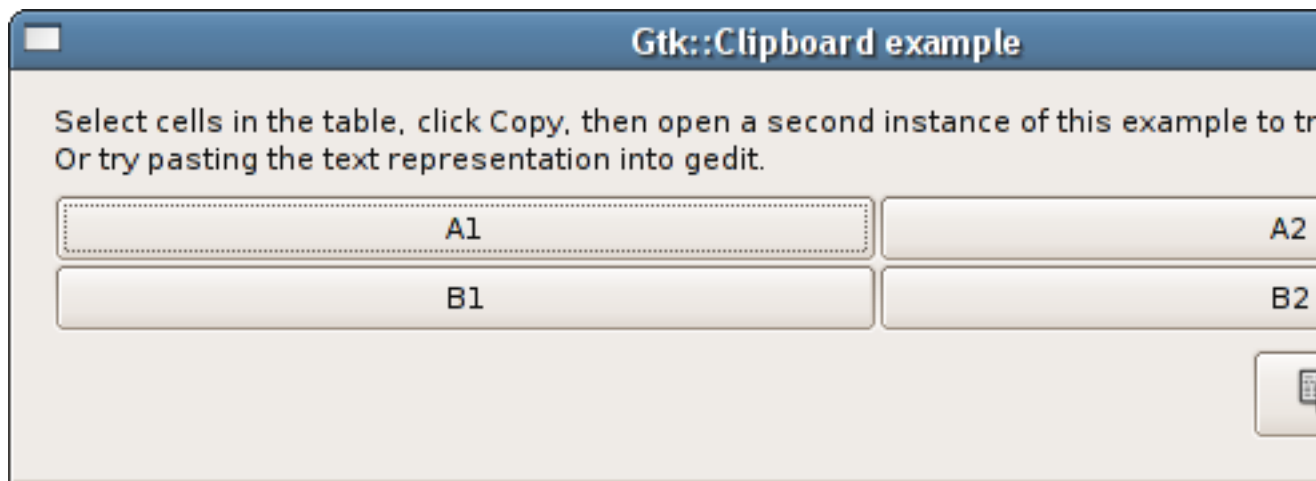 Gtk::Clipboard example
Select cells in the table, click Copy, then open a second instance of this example to
Or try pasting the text representation into gedit.
A1 A2
B1 B2